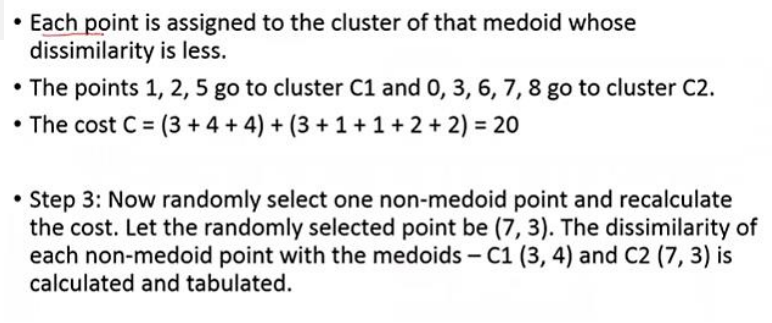 • Each point is assigned to the cluster of that medoid whose
dissimilarity is less.
• The points 1, 2, 5 go to cluster C1 and 0, 3, 6, 7, 8 go to cluster C2.
• The cost C = (3 + 4 + 4) + (3 + 1 + 1 + 2 + 2) = 20
• Step 3: Now randomly select one non-medoid point and recalculate
the cost. Let the randomly selected point be (7, 3). The dissimilarity of
each non-medoid point with the medoids – C1 (3, 4) and C2 (7, 3) is
calculated and tabulated.